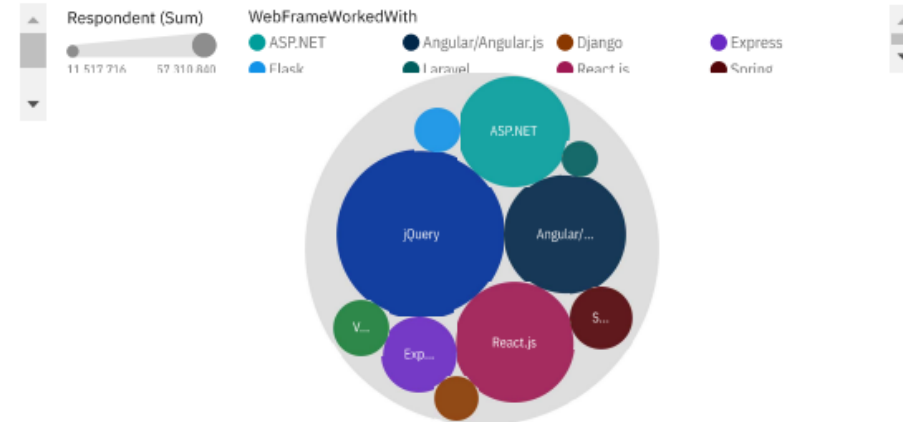 Respondent (Sum)
WebFrameWorkedWith
ASP.NET
Angular/Angular.js
Django
Express
11,517,716
57,310,840
Flask
Laravel
React.js
Spring
ASP.NET
jQuery
Angular/...
V...
S...
React.js
Exp...